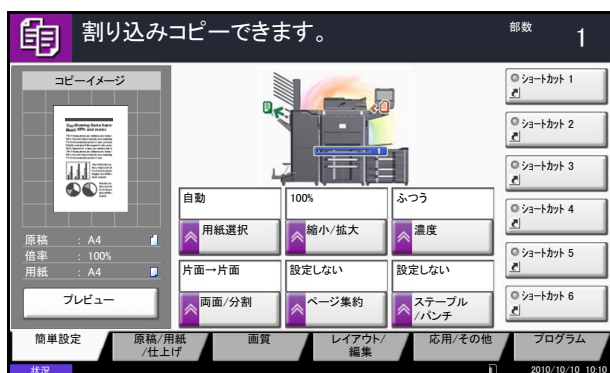 割り込みコピーできます。
部数 1
コピーイメージ
原稿 : A4
倍率 : 100%
用紙 : A4
プレビュー
1
自動
用紙選択
100%
縮小/拡大
ふつう
濃度
片面→片面
両面/分割
設定しない
ページ集約
設定しない
ステープル
/パンチ
ショートカット 1
ショートカット 2
ショートカット 3
ショートカット 4
ショートカット 5
ショートカット 6
簡単設定
原稿/用紙
/仕上げ
画質
レイアウト/
編集
応用/その他
プログラム
状況
2010/10/10 10:10